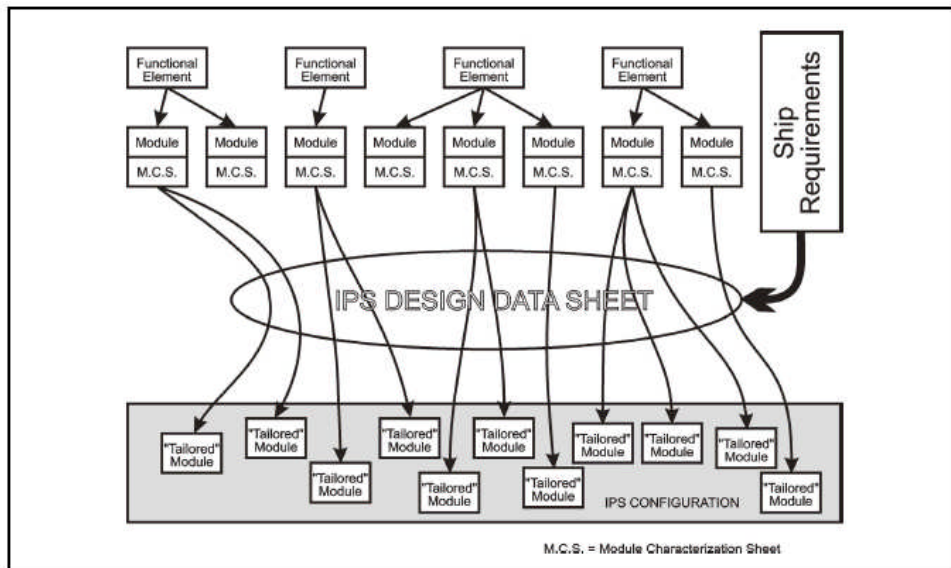 Functional
Element
Functional
Element
Functional
Element
Functional
Element
Ship
Requirements
Module
M.C.S.
Module
M.C.S.
Module
M.C.S.
Module
M.C.S.
Module
M.C.S.
Module
M.C.S.
Module
M.C.S.
Module
M.C.S.
IPS DESIGN DATA SHEET
"Tailored"
Module
"Tailored"
Module
"Tailored"
Module
"Tailored"
Module
"Tailored"
Module
"Tailored"
Module
"Tailored"
Module
"Tailored"
Module
"Tailored"
Module
"Tailored"
Module
"Tailored"
Module
IPS CONFIGURATION
M.C.S. = Module Characterization Sheet